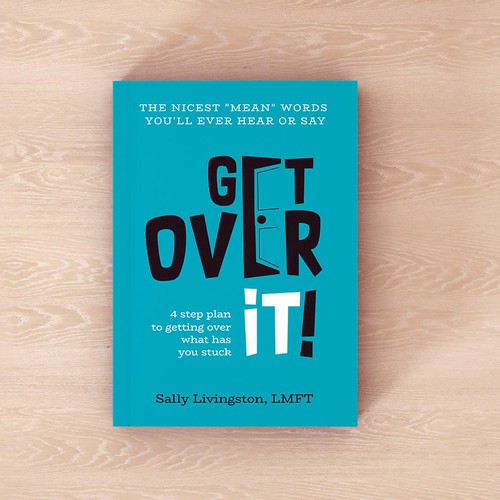 THE NICEST "MEAN" WORDS
YOU'LL EVER HEAR OR SAY
GET
OVER
iT!
4 step plan
to getting over
what has
you stuck
Sally Livingston, LMFT